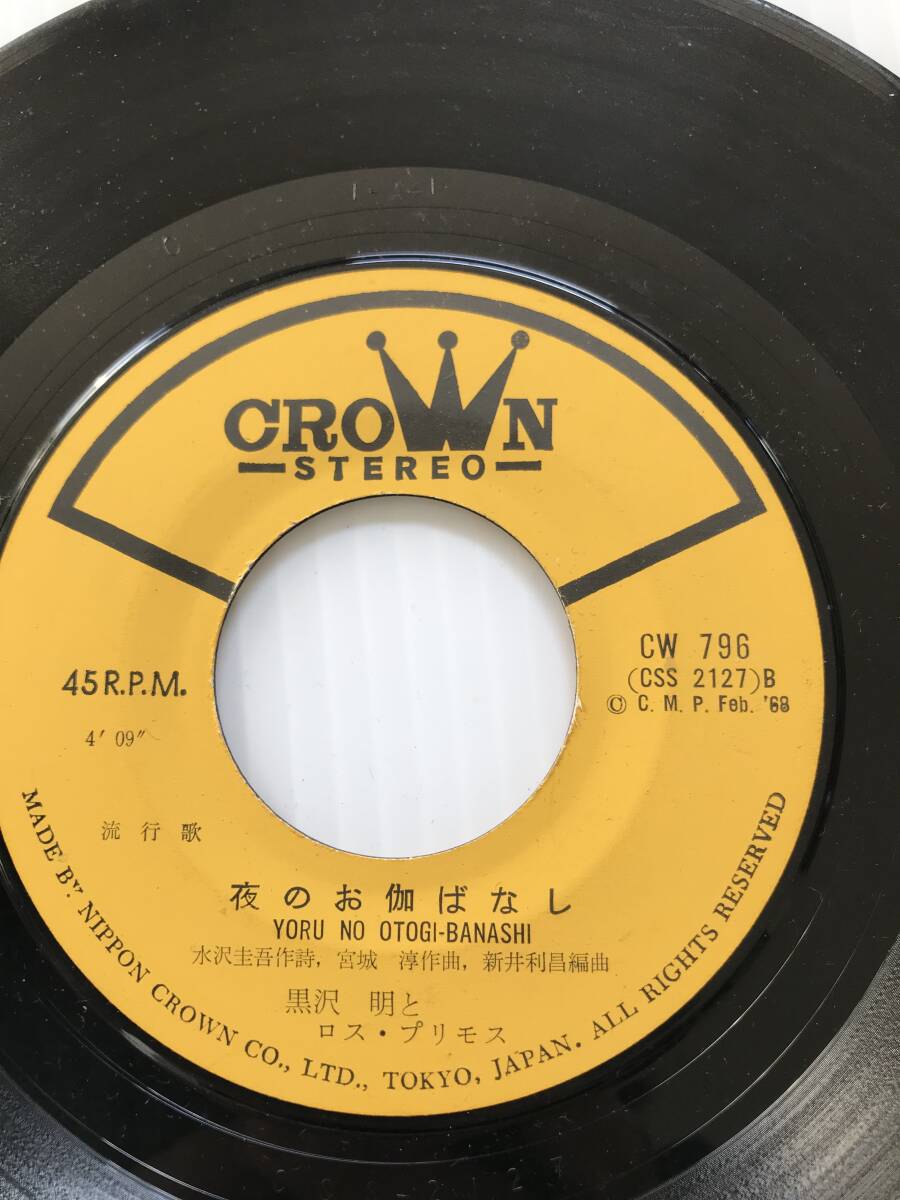 CROWN
STEREO
45 R.P.M.
4′ 09″
流行歌
CW 796
(CSS 2127) B
© C. M. P. Feb. '68
夜のお伽ばなし
YORU NO OTOGI-BANASHI
水沢圭吾作詩, 宮城 淳作曲, 新井利昌編曲
黒沢 明と
ロス・プリモス
MADE BY NIPPON CROWN CO., LTD., TOKYO, JAPAN. ALL RIGHTS RESERVED